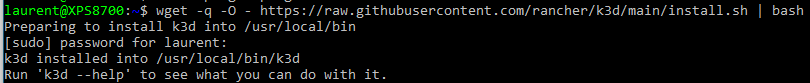 laurent@XPS8700:~$ wget -q -O - https://raw.githubusercontent.com/rancher/k3d/main/install.sh | bash
Preparing to install k3d into /usr/local/bin
[sudo] password for laurent:
k3d installed into /usr/local/bin/k3d
Run 'k3d --help' to see what you can do with it.